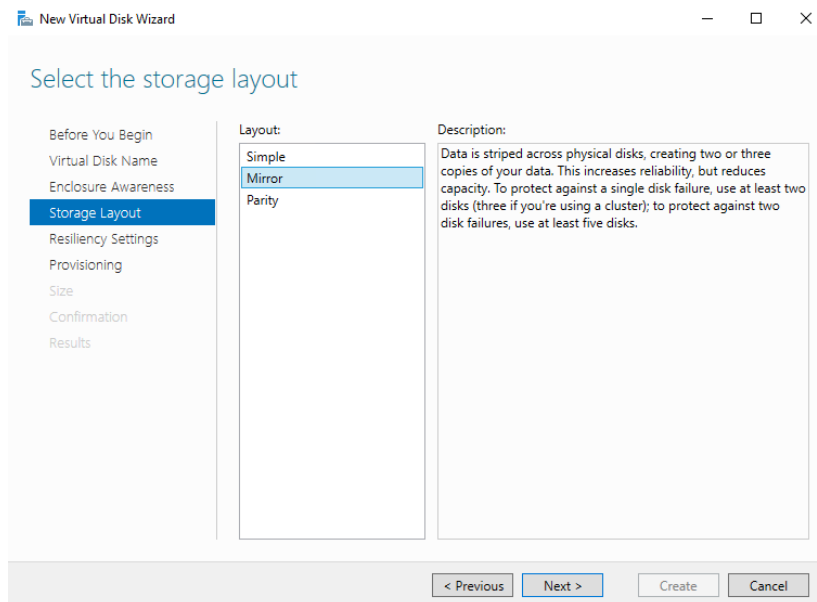 New Virtual Disk Wizard
Select the storage layout
Before You Begin
Virtual Disk Name
Enclosure Awareness
Storage Layout
Resiliency Settings
Provisioning
Size
Confirmation
Results
Layout:
Simple
Mirror
Parity
Description:
Data is striped across physical disks, creating two or three
copies of your data. This increases reliability, but reduces
capacity. To protect against a single disk failure, use at least two
disks (three if you're using a cluster); to protect against two
disk failures, use at least five disks.
< Previous
Next >
Create
Cancel